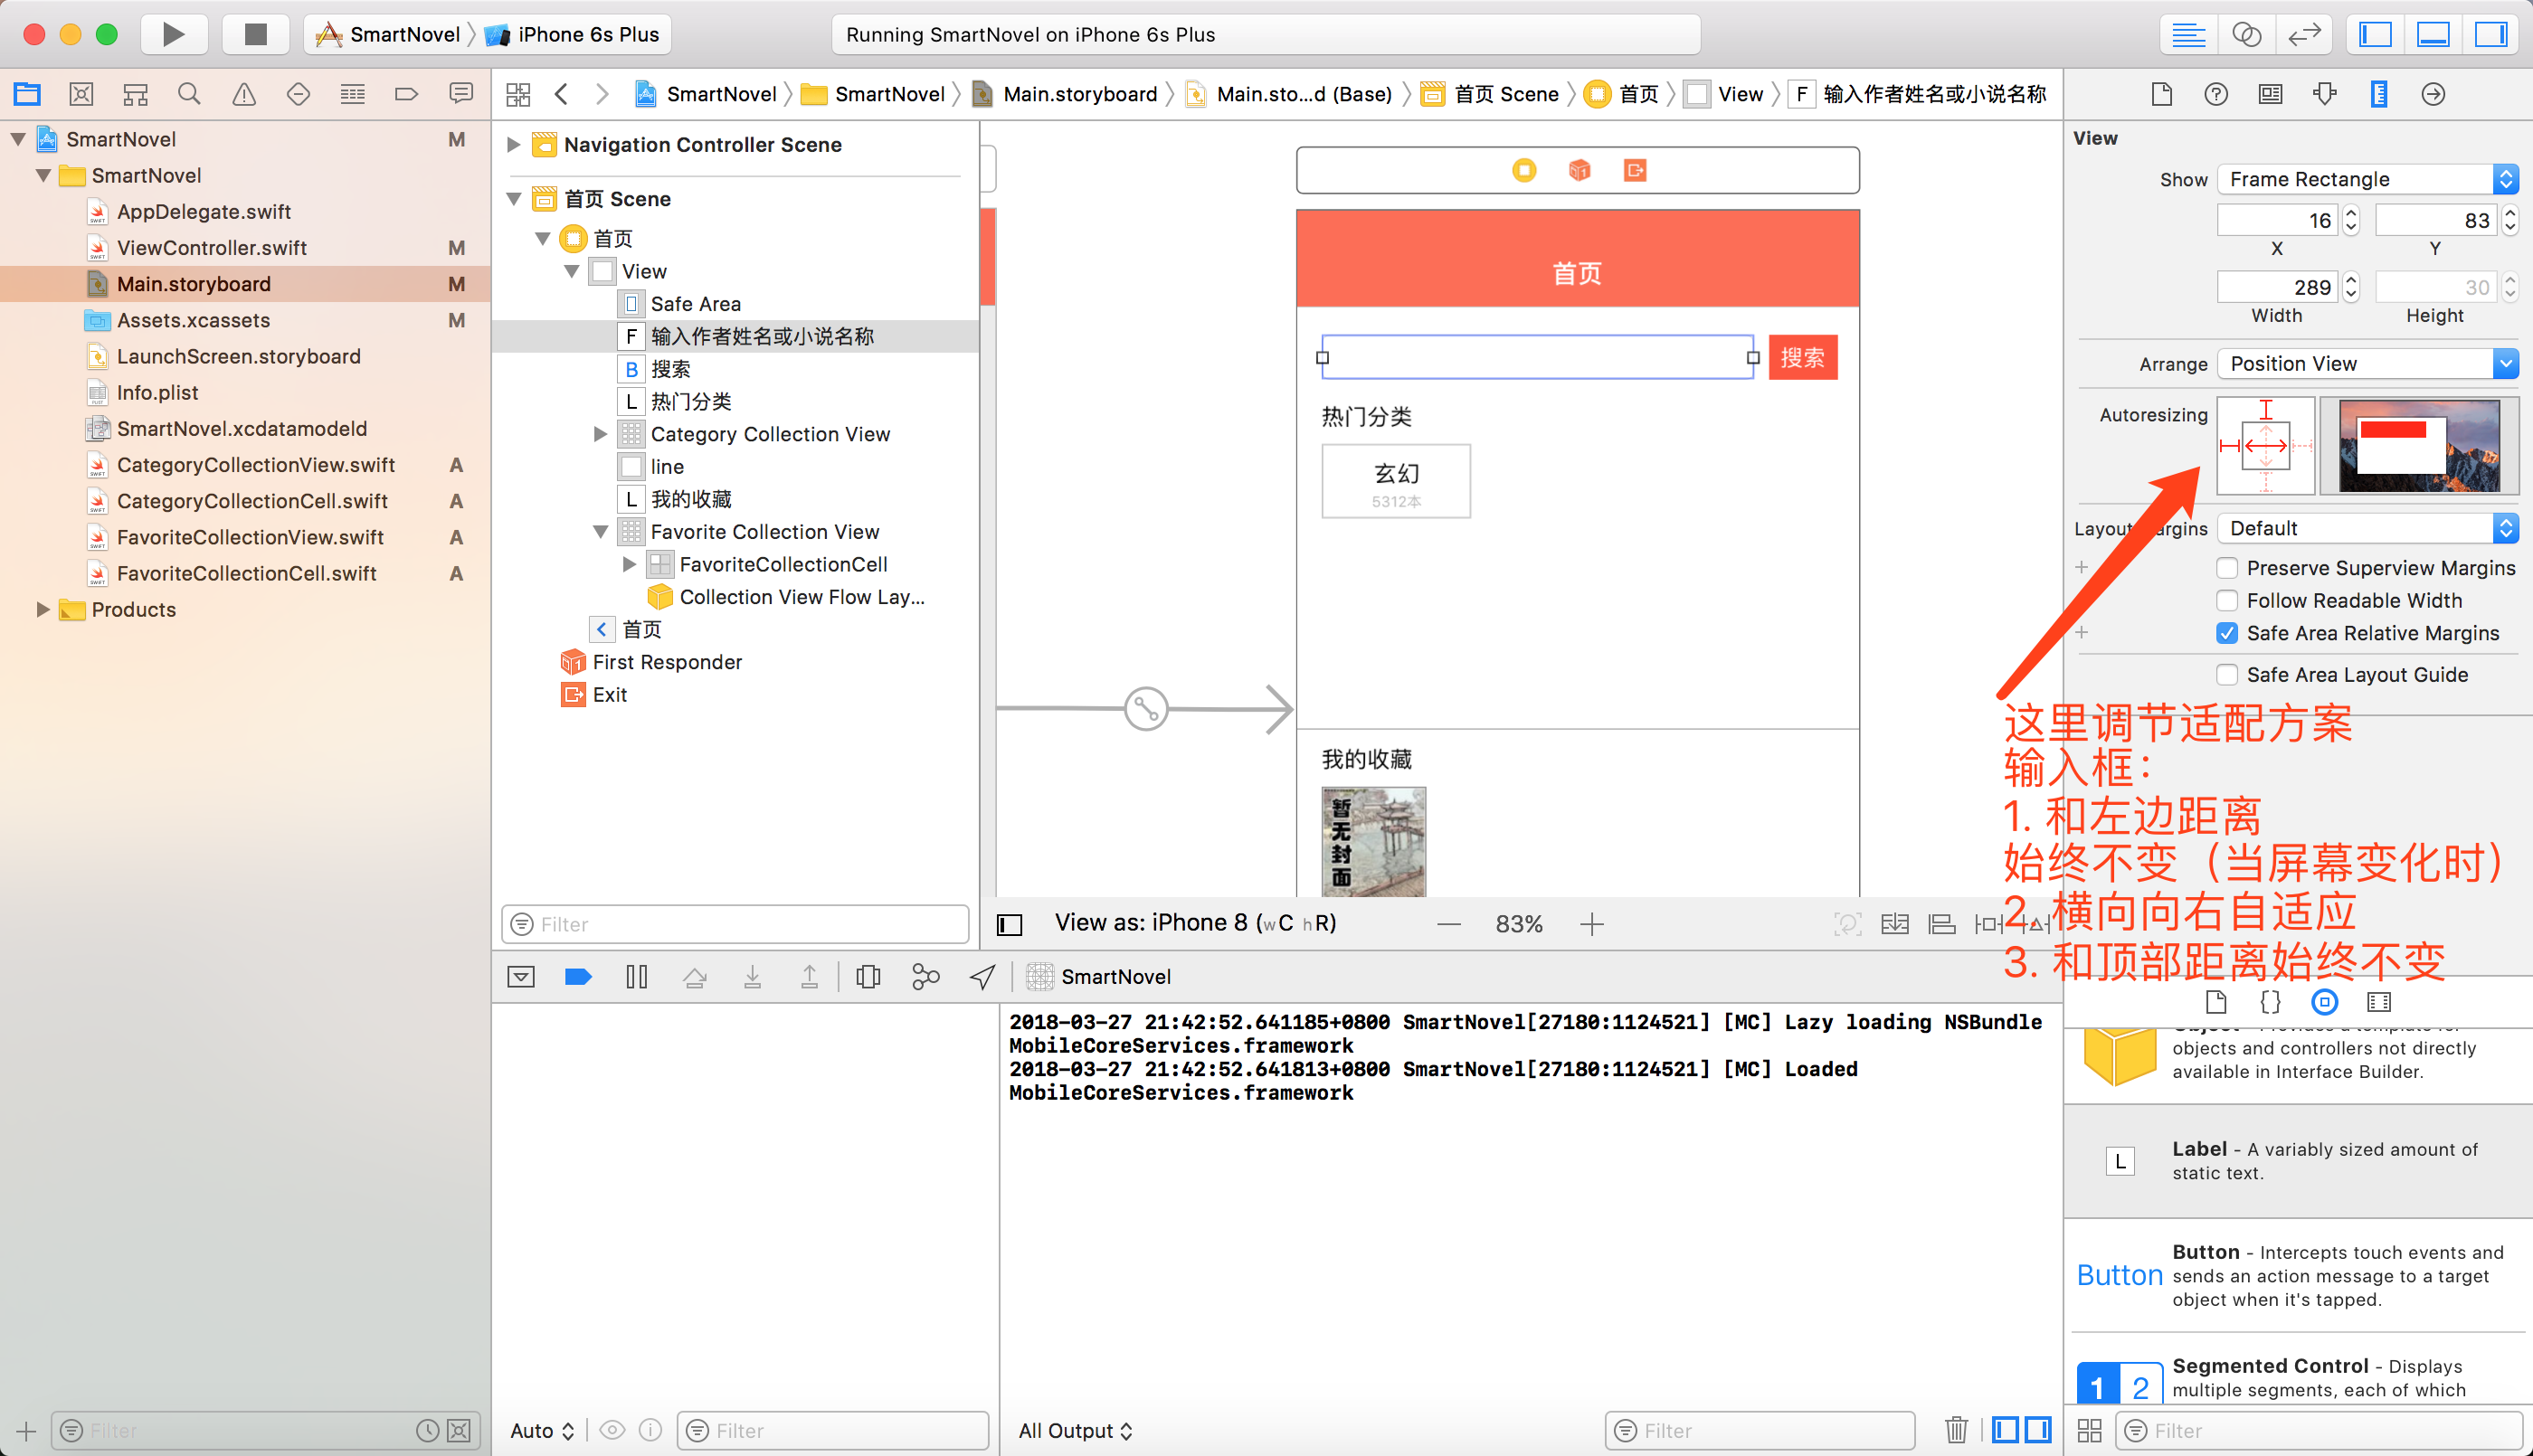 SmartNovel
iPhone 6s Plus
Running SmartNovel on iPhone 6s Plus
SmartNovel
SmartNovel
Main.storyboard
Main.sto...d (Base)
首页 Scene
首页
View
F
输入作者姓名或小说名称
SmartNovel M
SmartNovel
AppDelegate.swift
ViewController.swift M
Main.storyboard M
Assets.xcassets M
LaunchScreen.storyboard
Info.plist
SmartNovel.xcdatamodeld
CategoryCollectionView.swift A
CategoryCollectionCell.swift A
FavoriteCollectionView.swift A
FavoriteCollectionCell.swift A
Products
Filter
Navigation Controller Scene
首页 Scene
首页
View
Safe Area
F 输入作者姓名或小说名称
B 搜索
L 热门分类
Category Collection View
line
L 我的收藏
Favorite Collection View
FavoriteCollectionCell
Collection View Flow Lay...
首页
First Responder
Exit
Filter
首页
搜索
热门分类
玄幻
5312本
我的收藏
暂无封面
View as: iPhone 8 (wC hR)
83%
SmartNovel
2018-03-27 21:42:52.641185+0800 SmartNovel[27180:1124521] [MC] Lazy loading NSBundle
MobileCoreServices.framework
2018-03-27 21:42:52.641813+0800 SmartNovel[27180:1124521] [MC] Loaded
MobileCoreServices.framework
Auto
Filter
All Output
Filter
View
Show Frame Rectangle
16 83
X Y
289 30
Width Height
Arrange Position View
Autoresizing
Default
Preserve Superview Margins
Follow Readable Width
Safe Area Relative Margins
Safe Area Layout Guide
这里调节适配方案
输入框：
1. 和左边距离
始终不变（当屏幕变化时）
2. 横向向右自适应
3. 和顶部距离始终不变
objects and controllers not directly
available in Interface Builder.
L
Label - A variably sized amount of
static text.
Button
Button - Intercepts touch events and
sends an action message to a target
object when it's tapped.
1 2
Segmented Control - Displays
multiple segments, each of which
Filter